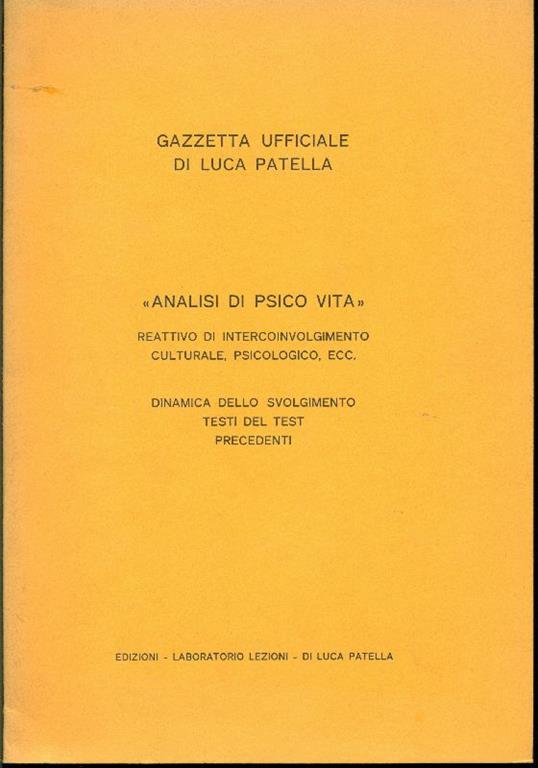 GAZZETTA UFFICIALE
DI LUCA PATELLA
«ANALISI DI PSICO VITA»
REATTIVO DI INTERCOINVOLGIMENTO
CULTURALE, PSICOLOGICO, ECC.
DINAMICA DELLO SVOLGIMENTO
TESTI DEL TEST
PRECEDENTI
EDIZIONI - LABORATORIO LEZIONI - DI LUCA PATELLA